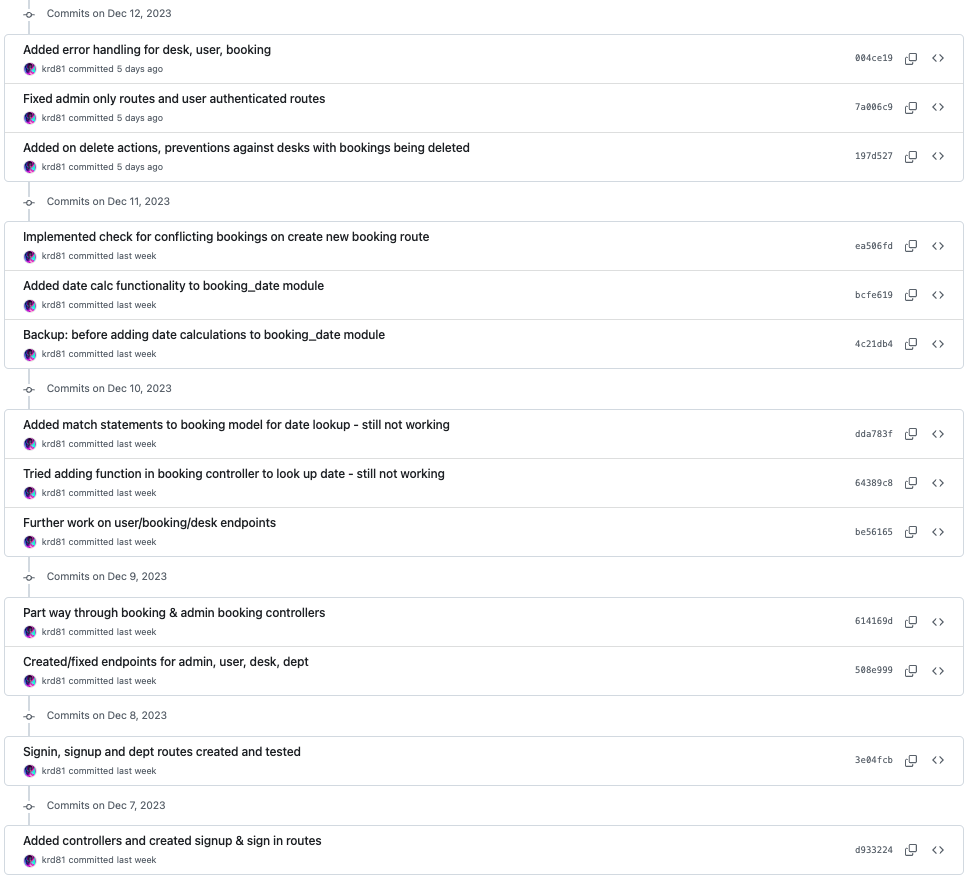 Commits on Dec 12, 2023
Added error handling for desk, user, booking
004ce19
krd81 committed 5 days ago
Fixed admin only routes and user authenticated routes
7a006c9
krd81 committed 5 days ago
Added on delete actions, preventions against desks with bookings being deleted
197d527
krd81 committed 5 days ago
Commits on Dec 11, 2023
Implemented check for conflicting bookings on create new booking route
ea506fd
krd81 committed last week
Added date calc functionality to booking_date module
bcfe619
krd81 committed last week
Backup: before adding date calculations to booking_date module
4c21db4
krd81 committed last week
Commits on Dec 10, 2023
Added match statements to booking model for date lookup - still not working
dda783f
krd81 committed last week
Tried adding function in booking controller to look up date - still not working
64389c8
krd81 committed last week
Further work on user/booking/desk endpoints
be56165
krd81 committed last week
Commits on Dec 9, 2023
Part way through booking & admin booking controllers
614169d
krd81 committed last week
Created/fixed endpoints for admin, user, desk, dept
508e999
krd81 committed last week
Commits on Dec 8, 2023
Signin, signup and dept routes created and tested
3e04fcb
krd81 committed last week
Commits on Dec 7, 2023
Added controllers and created signup & sign in routes
d933224
krd81 committed last week